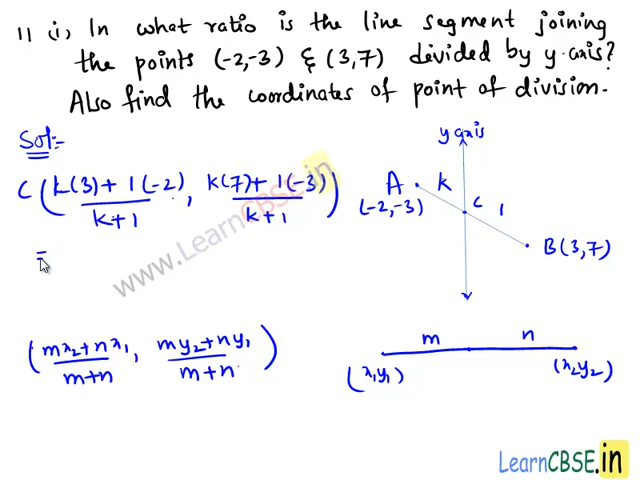 11 (i) In what ratio is the line segment joining
the points (-2,-3) & (3,7) divided by y-axis?
Also find the coordinates of point of division.
Sol:-
C ( k(3)+1(-2) / k+1 , k(7)+1(-3) / k+1 )
=
y axis
A
k
(-2,-3)
C
1
B(3,7)
( mx₂+nx₁ / m+n , my₂+ny₁ / m+n )
m
n
(x₁y₁)
(x₂y₂)
www.LearnCBSE.in
LearnCBSE.in